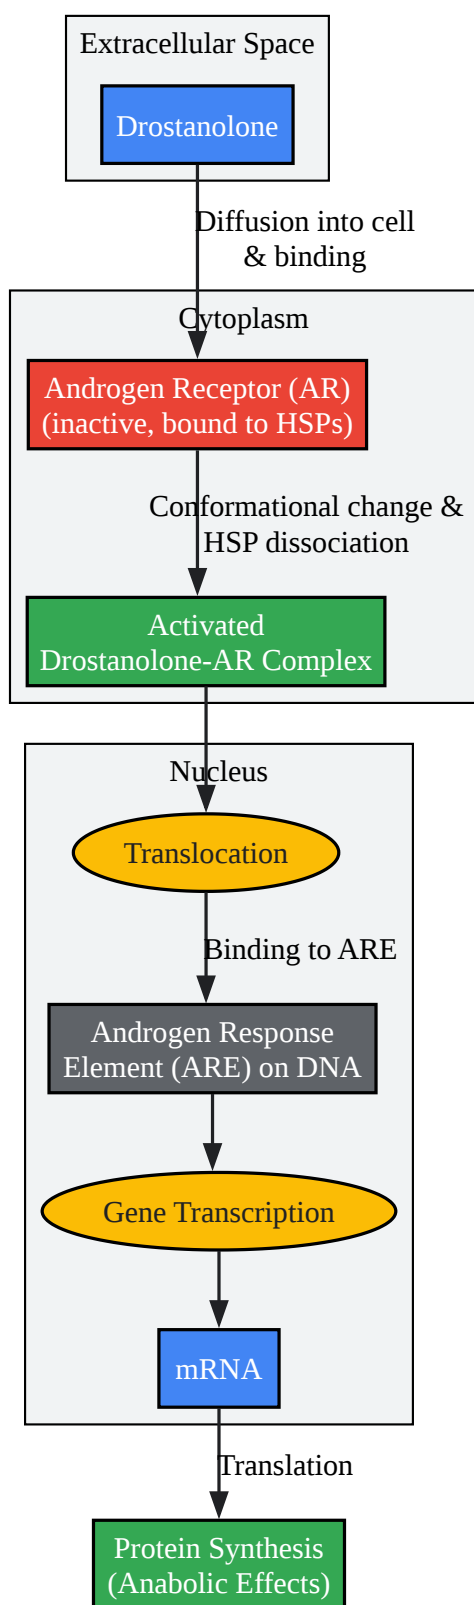 Extracellular Space
Drostanolone
Diffusion into cell
& binding
Cytoplasm
Androgen Receptor (AR)
(inactive, bound to HSPs)
Conformational change &
HSP dissociation
Activated
Drostanolone-AR Complex
Nucleus
Translocation
Binding to ARE
Androgen Response
Element (ARE) on DNA
Gene Transcription
mRNA
Translation
Protein Synthesis
(Anabolic Effects)